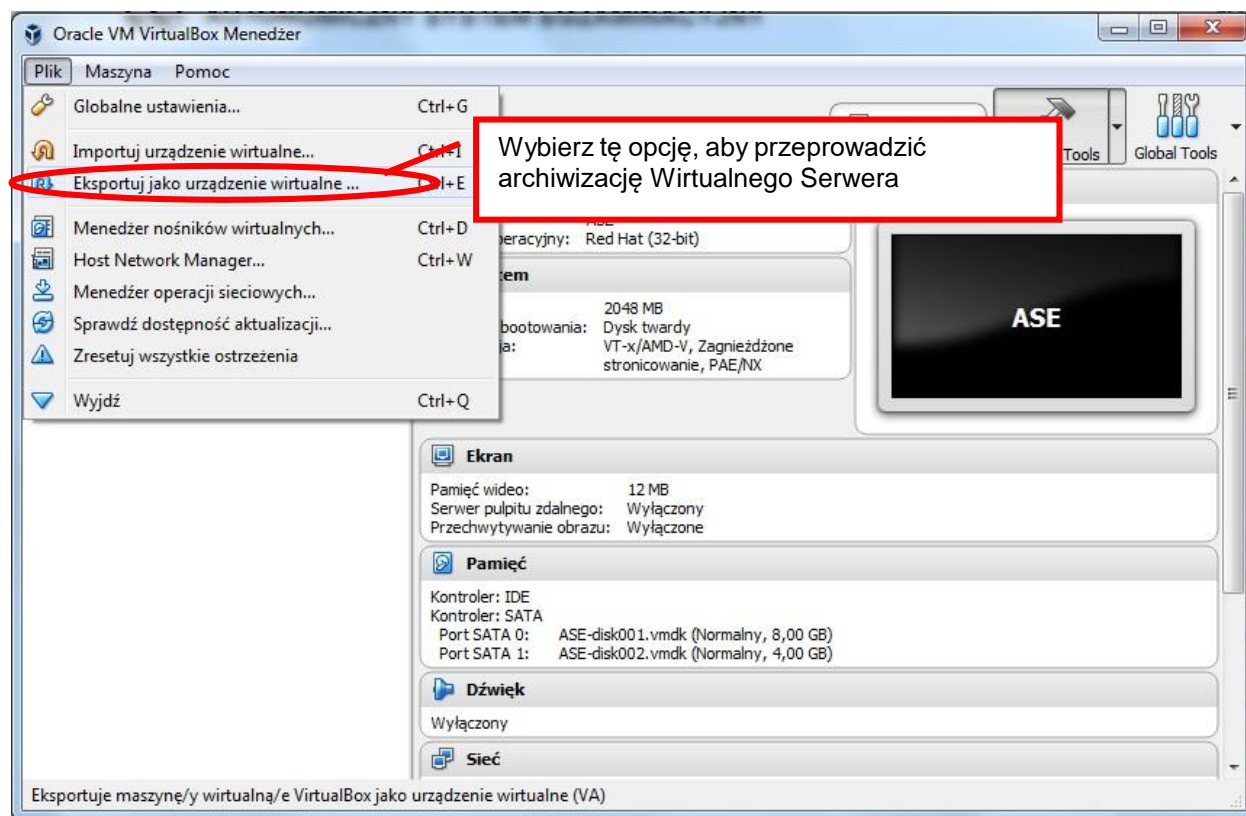 Oracle VM VirtualBox Menedżer
Plik Maszyna Pomoc
Globalne ustawienia... Ctrl+G
Importuj urządzenie wirtualne... Ctrl+I
Eksportuj jako urządzenie wirtualne ... Ctrl+E
Menedżer nośników wirtualnych... Ctrl+D
Host Network Manager... Ctrl+W
Menedżer operacji sieciowych...
Sprawdź dostępność aktualizacji...
Zresetuj wszystkie ostrzeżenia
Wyjdź Ctrl+Q
Wybierz tę opcję, aby przeprowadzić
archiwizację Wirtualnego Serwera
Tools
Global Tools
Red Hat (32-bit)
2048 MB
bootowania: Dysk twardy
VT-x/AMD-V, Zagnieżdżone
stronicowanie, PAE/NX
ASE
Ekran
Pamięć wideo: 12 MB
Serwer pulpitu zdalnego: Wyłączony
Przechwytywanie obrazu: Wyłączone
Pamięć
Kontroler: IDE
Kontroler: SATA
Port SATA 0: ASE-disk001.vmdk (Normalny, 8,00 GB)
Port SATA 1: ASE-disk002.vmdk (Normalny, 4,00 GB)
Dźwięk
Wyłączony
Sieć
Eksportuje maszynę/y wirtualną/e VirtualBox jako urządzenie wirtualne (VA)